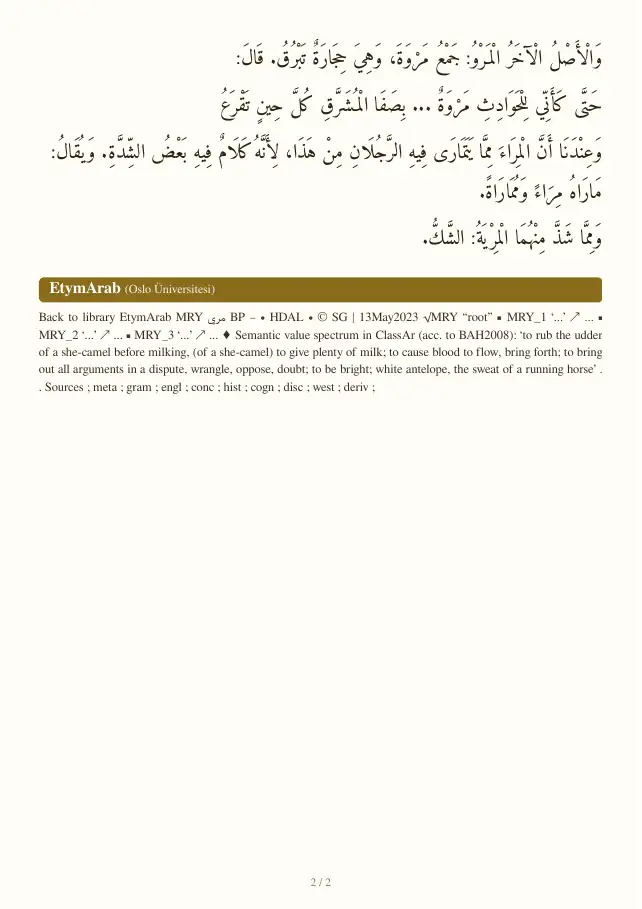 وَالْأَصْلُ الْآخَرُ الْمَرْوُ: جَمْعُ مَرْوَةَ، وَهِيَ حِجَارَةٌ تَبْرُقُ. قَالَ:
حَتَّى كَأَنِّي لِلْحَوَادِثِ مَرْوَةٌ ... بِصَفَا الْمُشَرَّقِ كُلَّ حِينٍ تَقْرَعُ
وَعِنْدَنَا أَنَّ الْمِرَاءَ مِمَّا يَتَمَارَى فِيهِ الرَّجُلَانِ مِنْ هَذَا، لِأَنَّهُ كَلَامٌ فِيهِ بَعْضُ الشِّدَّةِ. وَيُقَالُ:
مَارَاهُ مِرَاءً وَمُمَارَاةً.
وَمِمَّا شَذَّ مِنْهُمَا الْمِرْيَةُ: الشَّكُّ.
EtymArab (Oslo Üniversitesi)
Back to library EtymArab MRY مرى BP – • HDAL • © SG | 13May2023 √MRY “root” ▪ MRY_1 ‘...’ ↗ ... ▪
MRY_2 ‘...’ ↗ ... ▪ MRY_3 ‘...’ ↗ ... ♦ Semantic value spectrum in ClassAr (acc. to BAH2008): ‘to rub the udder
of a she-camel before milking, (of a she-camel) to give plenty of milk; to cause blood to flow, bring forth; to bring
out all arguments in a dispute, wrangle, oppose, doubt; to be bright; white antelope, the sweat of a running horse’ .
. Sources ; meta ; gram ; engl ; conc ; hist ; cogn ; disc ; west ; deriv ;
2 / 2